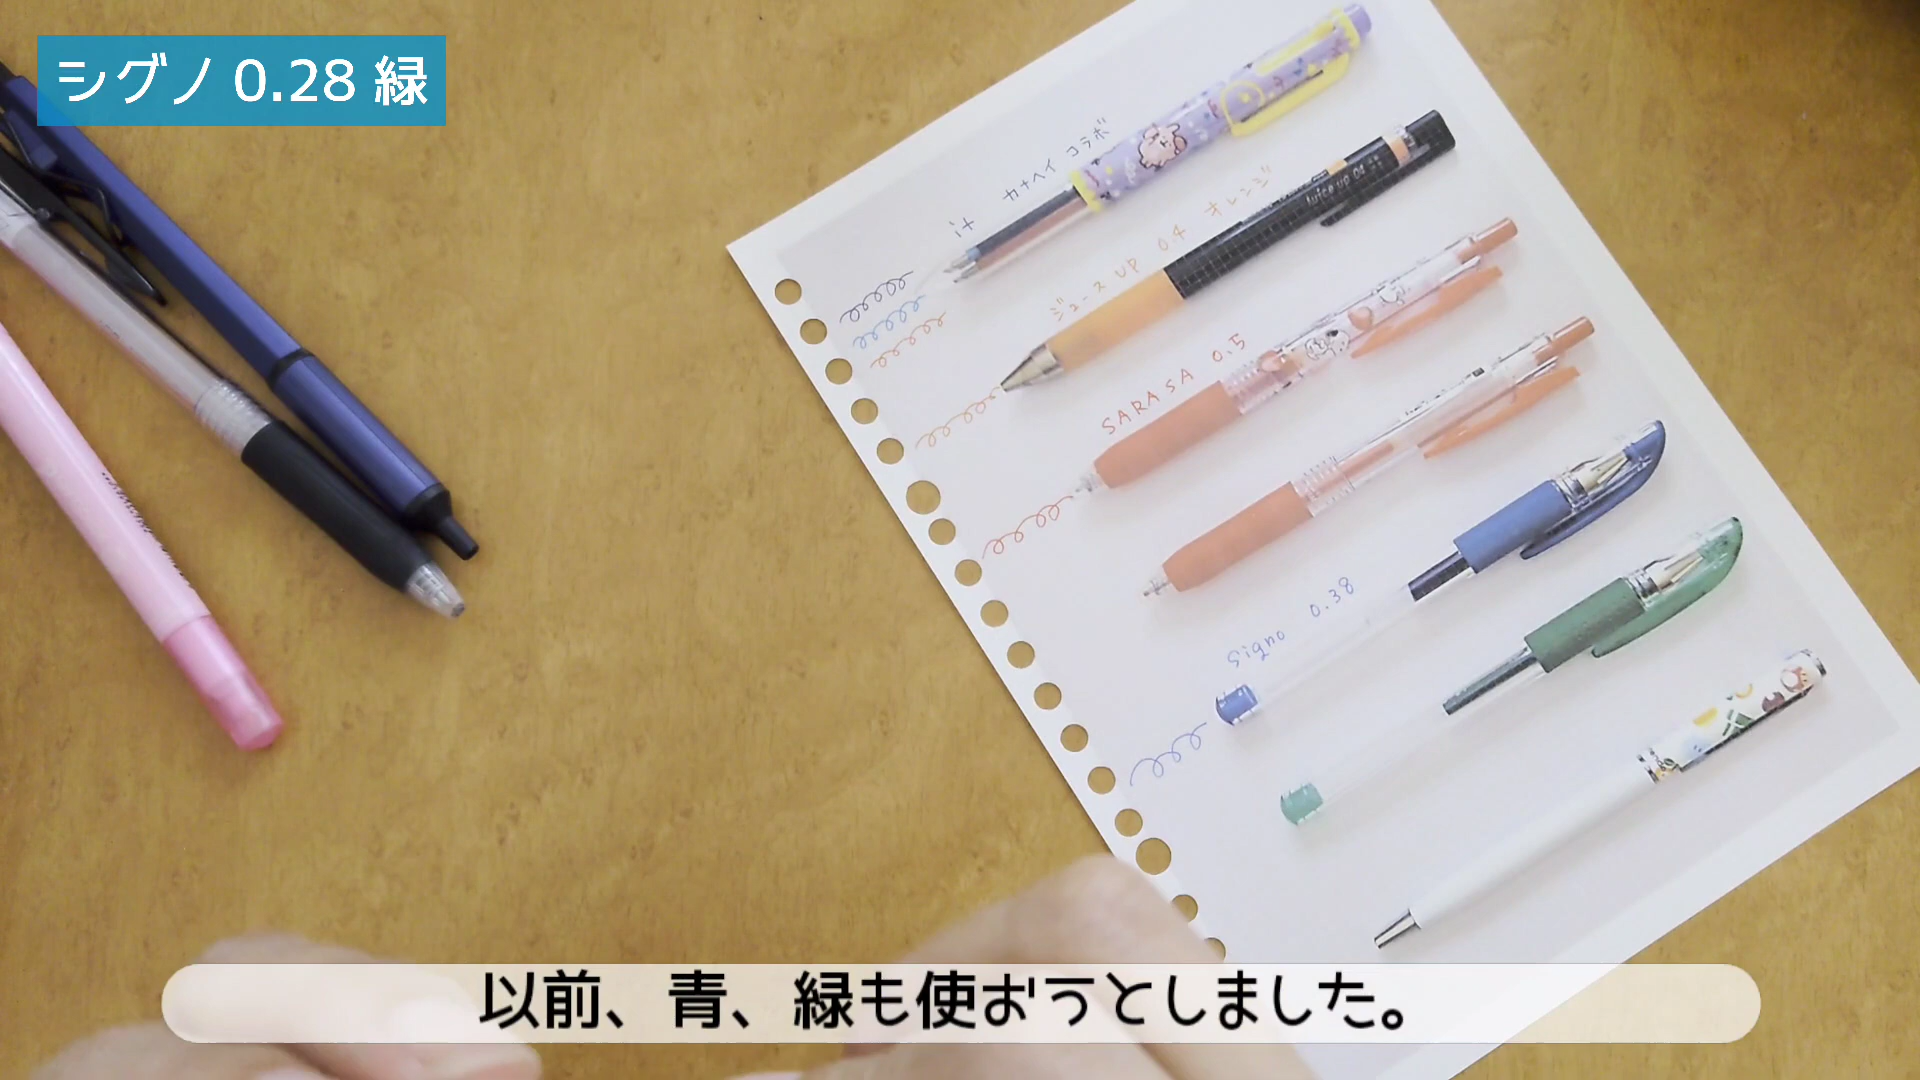 シグノ 0.28 緑
it カナヘイ コラボ
ジュース up 0.4 オレンジ
juice up 04
SARASA 0.5
signo 0.38
以前、青、緑も使おうとしました。